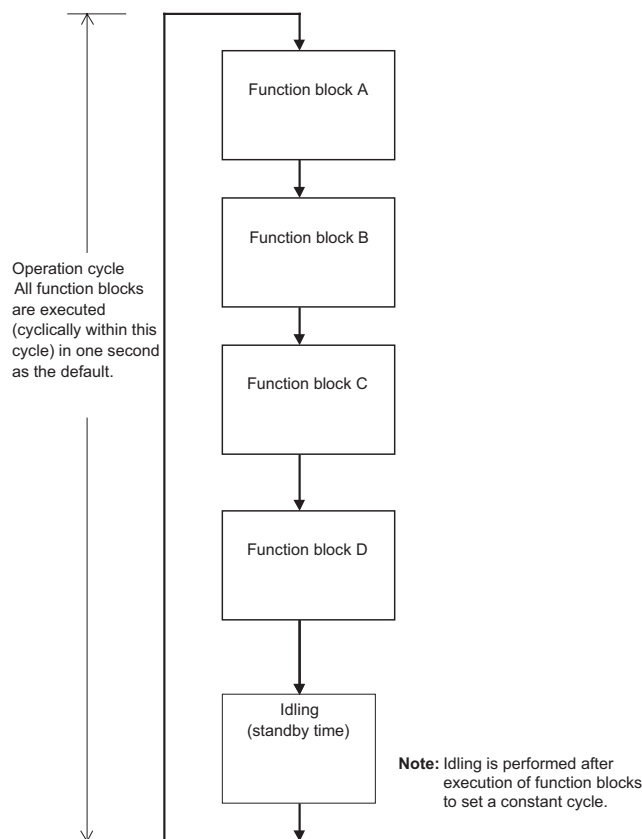 Function block A
Function block B
Operation cycle
All function blocks
are executed
(cyclically within this
cycle) in one second
as the default.
Function block C
Function block D
Idling
(standby time)
Note: Idling is performed after
execution of function blocks
to set a constant cycle.